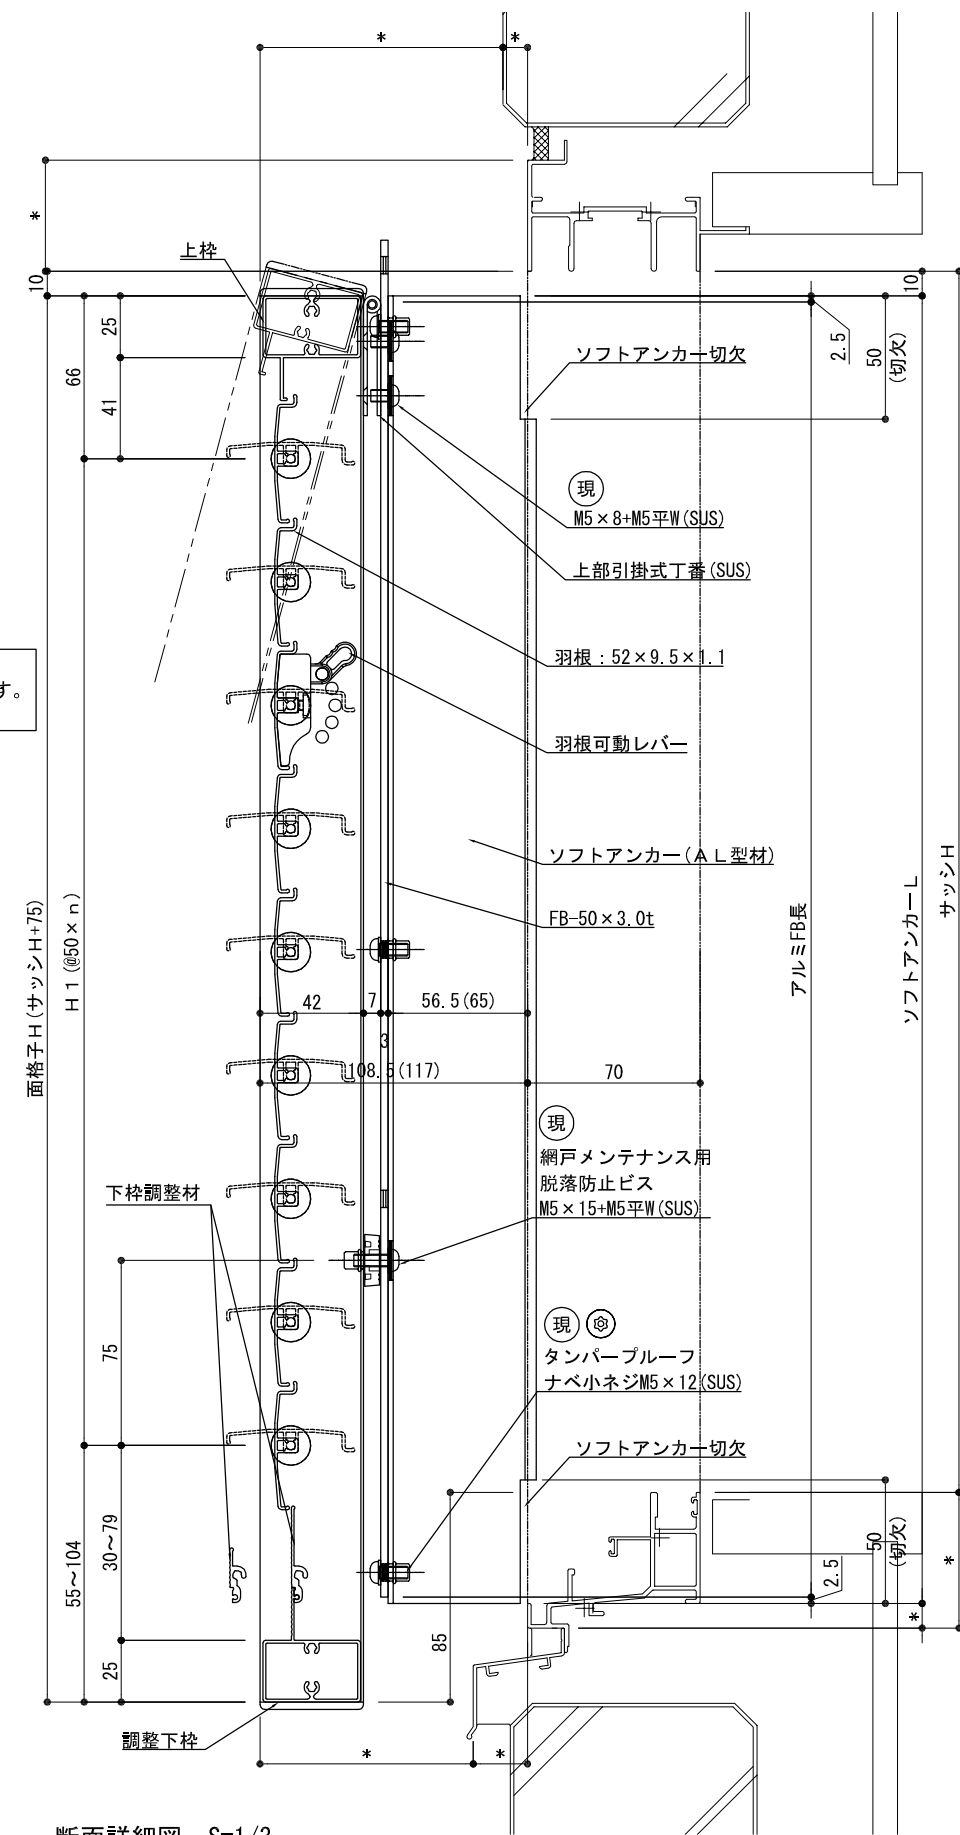 *
*
*
10
上枠
10
25
66
41
2.5
50
(切欠)
ソフトアンカー切欠
現
M5×8+M5平W(SUS)
上部引掛式丁番(SUS)
羽根：52×9.5×1.1
す。
羽根可動レバー
ソフトアンカー(AL型材)
FB-50×3.0t
面格子H(サッシH+75)
H1(@50×n)
アルミFB長
ソフトアンカーL
サッシH
42
7
56.5(65)
3
108.5(117)
70
現
網戸メンテナンス用
脱落防止ビス
M5×15+M5平W(SUS)
下枠調整材
現
タンパープルーフ
ナベ小ネジM5×12(SUS)
75
ソフトアンカー切欠
55～104
30～79
50
(切欠)
2.5
*
*
85
25
調整下枠
*
*
断面詳細図 S=1/2